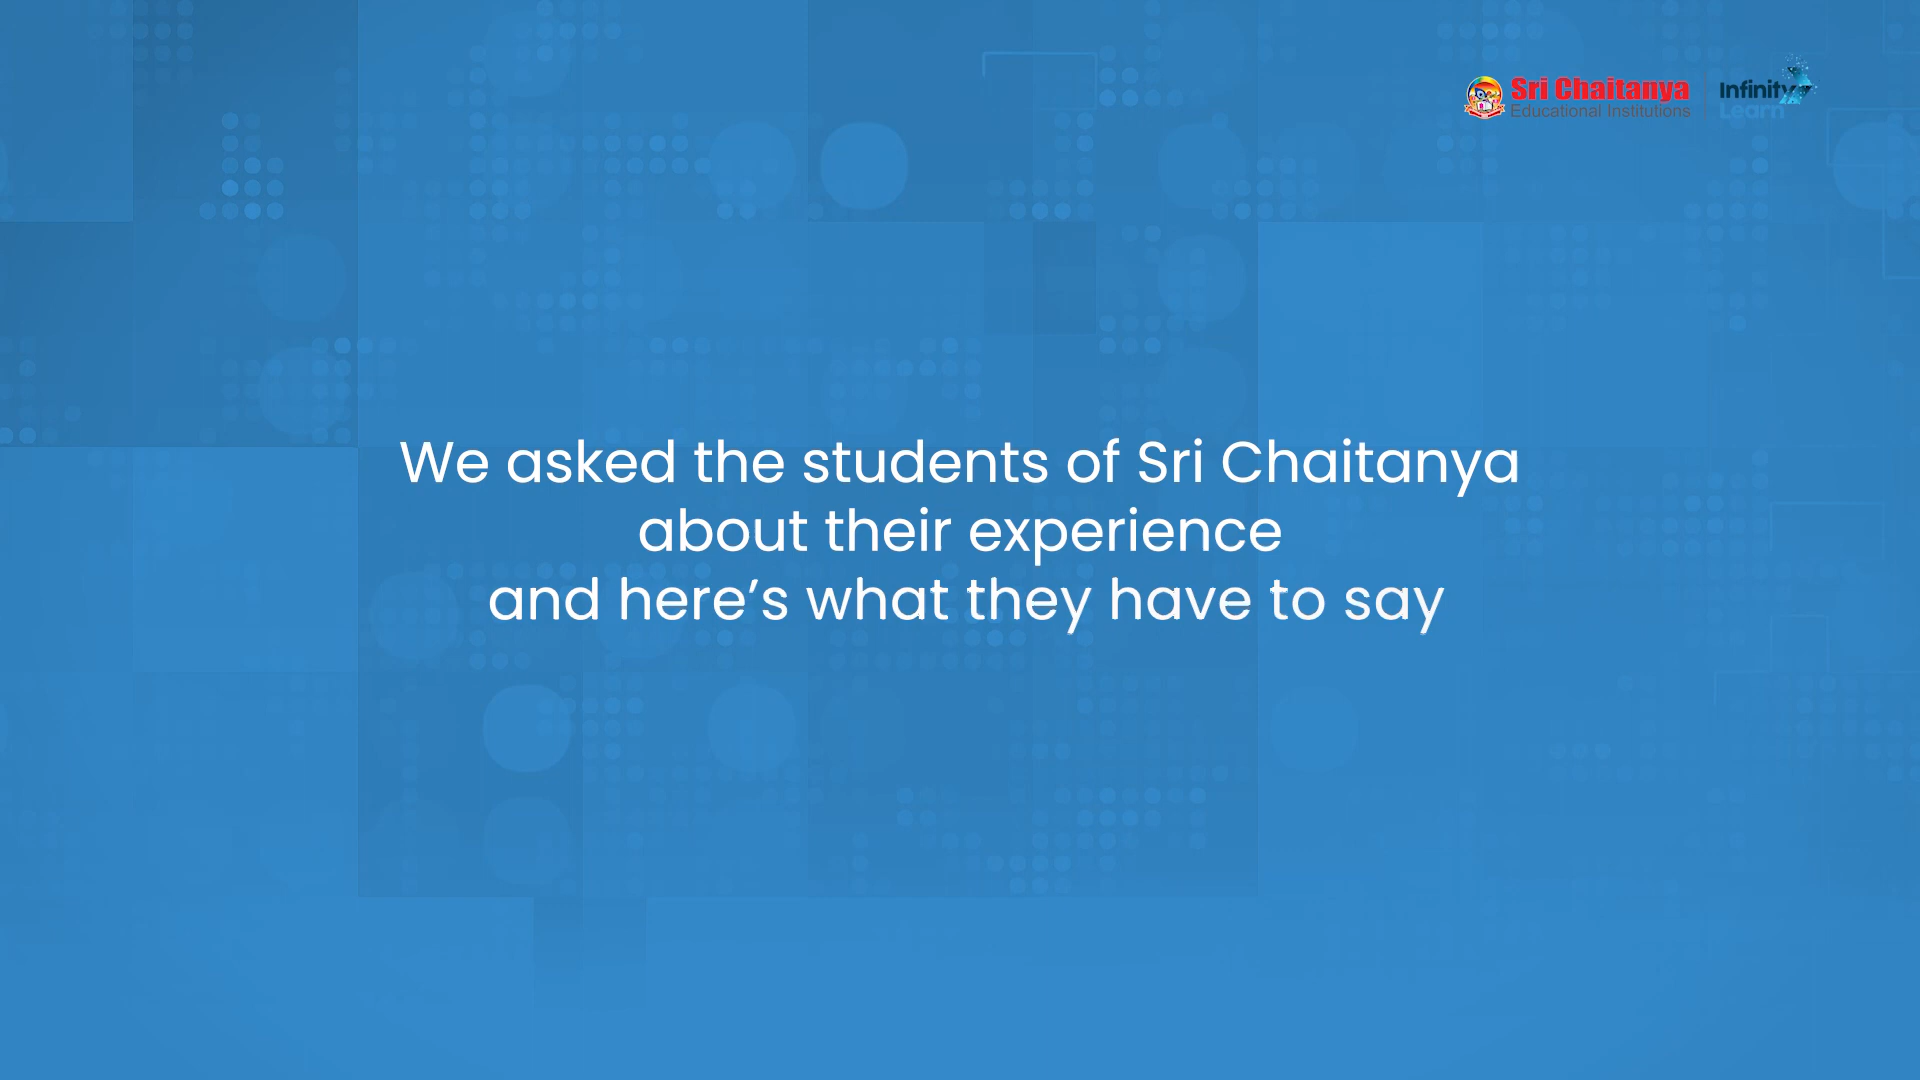 Sri Chaitanya
Educational Institutions
Infinity
Learn
We asked the students of Sri Chaitanya
about their experience
and here’s what they have to say